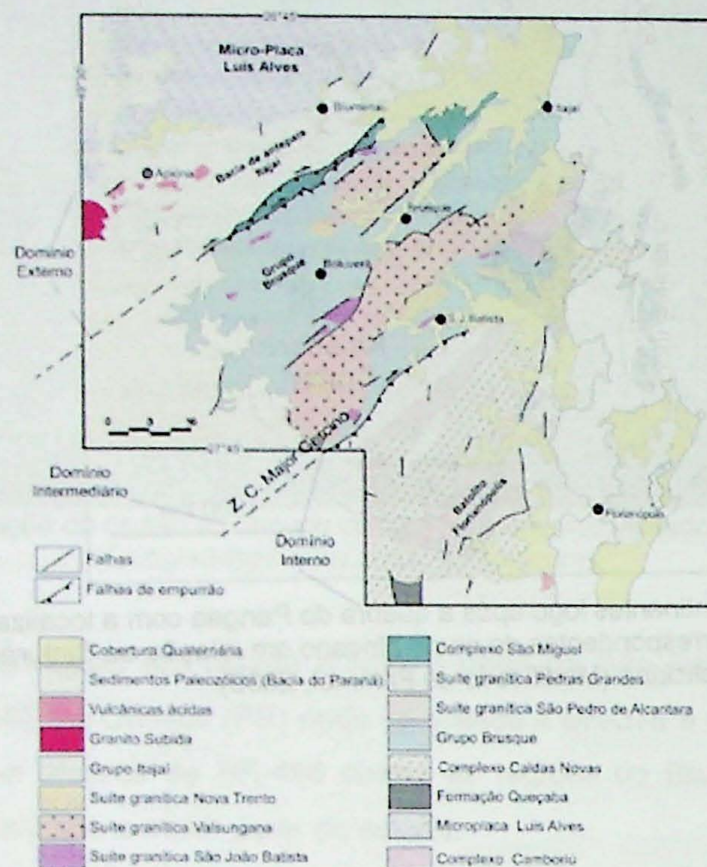 26°45'
Micro-Placa
Luis Alves
Blumenau
Itajaí
Bacia de antepaís
Itajaí
Apiúna
Brusque
Domínio
Externo
Grupo
Brusque
Botuverá
S. J. Batista
27°45'
Z. C. Major Gercino
Domínio
Intermediário
Batólito
Florianópolis
Florianópolis
Domínio
Interno
Falhas
Falhas de empurrão
Cobertura Quaternária
Sedimentos Paleozóicos (Bacia do Paraná)
Vulcânicas ácidas
Granito Subida
Grupo Itajaí
Suíte granítica Nova Trento
Suíte granítica Valsungana
Suíte granítica São João Batista
Complexo São Miguel
Suíte granítica Pedras Grandes
Suíte granítica São Pedro de Alcantara
Grupo Brusque
Complexo Caldas Novas
Formação Queçaba
Microplaca Luis Alves
Complexo Camboriú